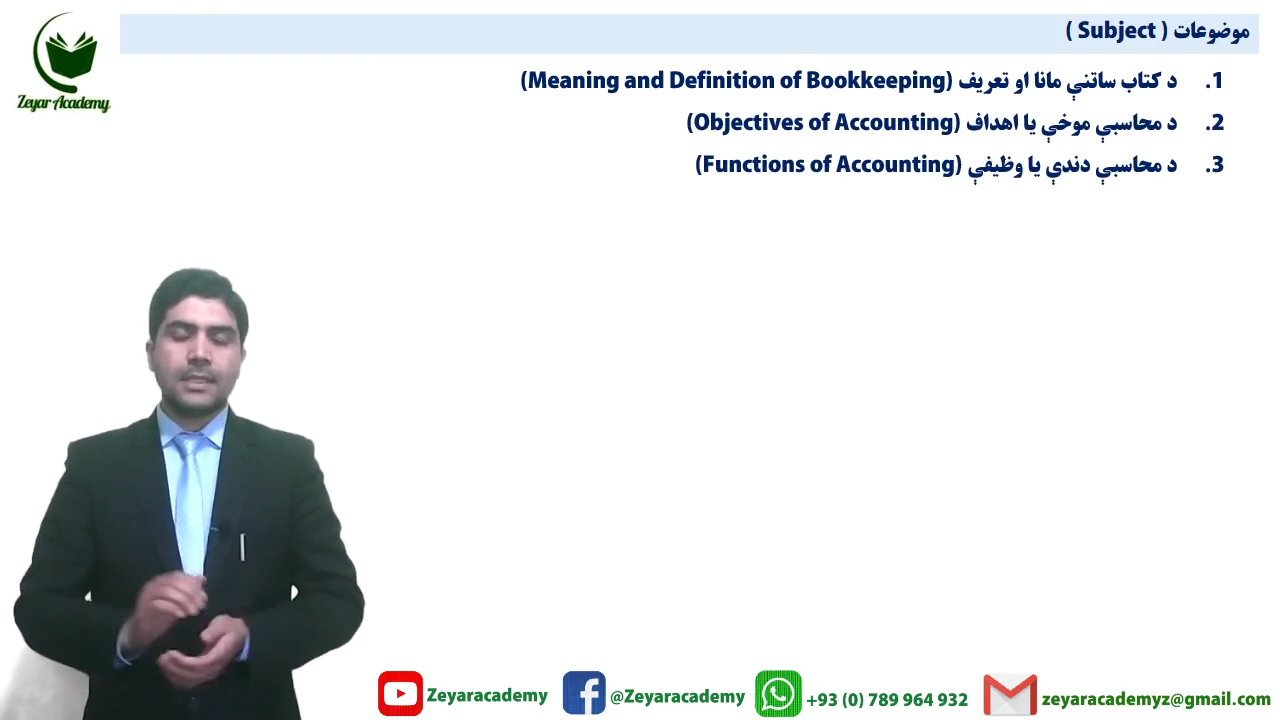 Zeyar Academy
موضوعات ( Subject )
1. د کتاب ساتنې مانا او تعریف (Meaning and Definition of Bookkeeping)
2. د محاسبې موخې یا اهداف (Objectives of Accounting)
3. د محاسبې دندې یا وظیفې (Functions of Accounting)
Zeyaracademy @Zeyaracademy +93 (0) 789 964 932 zeyaracademyz@gmail.com